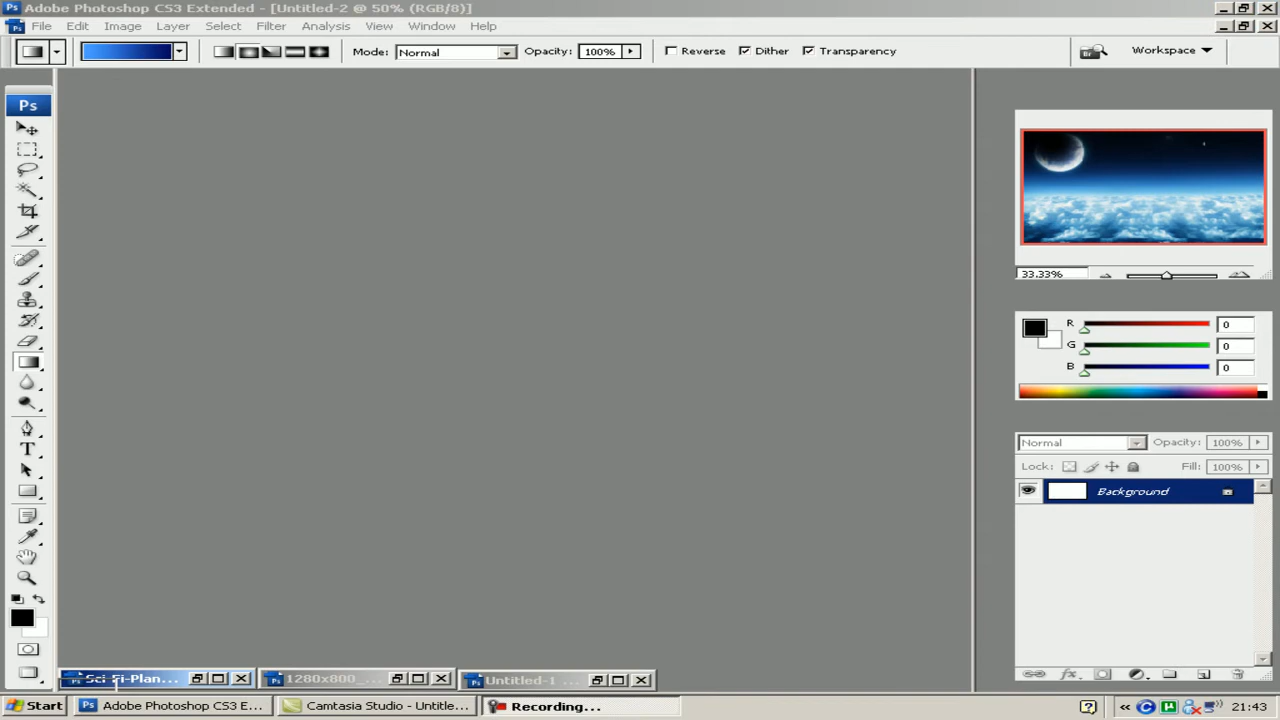 Adobe Photoshop CS3 Extended - [Untitled-2 @ 50% (RGB/8)]
File Edit Image Layer Select Filter Analysis View Window Help
Mode: Normal Opacity: 100% Reverse Dither Transparency Workspace
Ps
33.33%
R 0
G 0
B 0
Normal Opacity: 100%
Lock: Fill: 100%
Background
T
Sci-Fi-Plan... 1280x800_... Untitled-1 ...
Start Adobe Photoshop CS3 E... Camtasia Studio - Untitle... Recording... 21:43